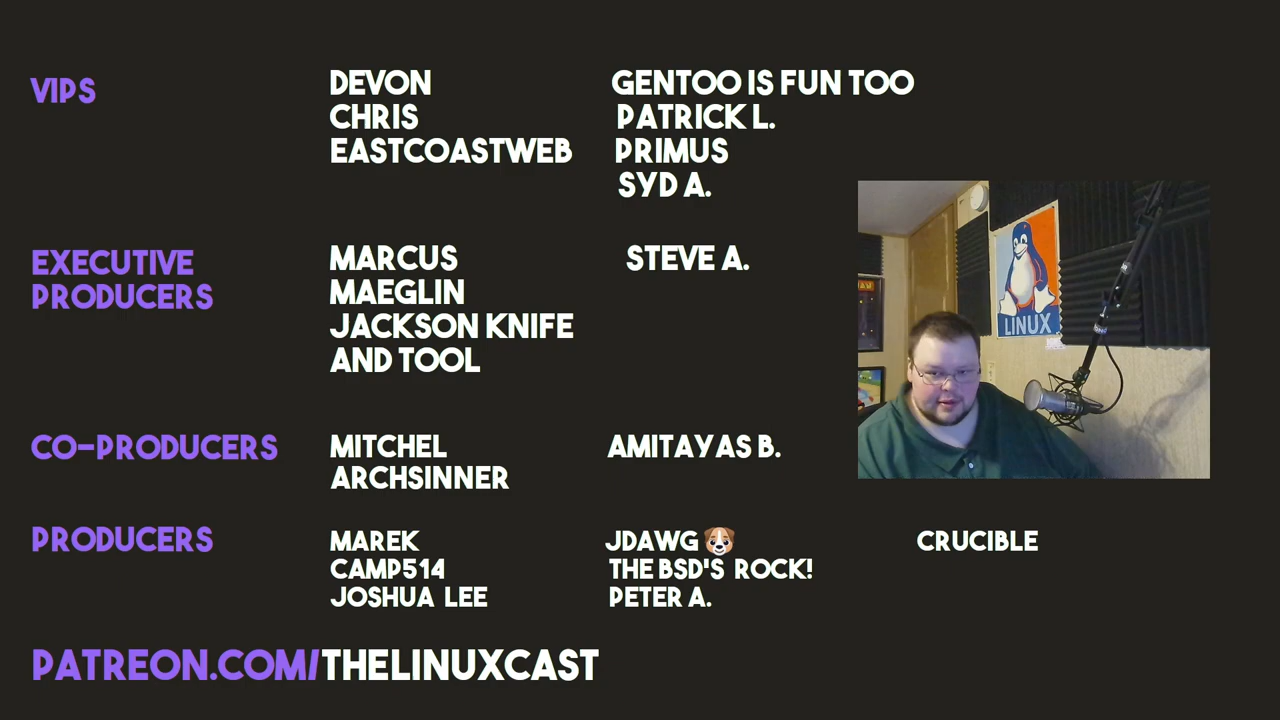 VIPS
DEVON
CHRIS
EASTCOASTWEB
GENTOO IS FUN TOO
PATRICK L.
PRIMUS
SYD A.
EXECUTIVE
PRODUCERS
MARCUS
MAEGLIN
JACKSON KNIFE
AND TOOL
STEVE A.
CO-PRODUCERS
MITCHEL
ARCHSINNER
AMITAYAS B.
PRODUCERS
MAREK
CAMP514
JOSHUA LEE
JDAWG 🐶
THE BSD'S ROCK!
PETER A.
CRUCIBLE
PATREON.COM/THELINUXCAST
LINUX